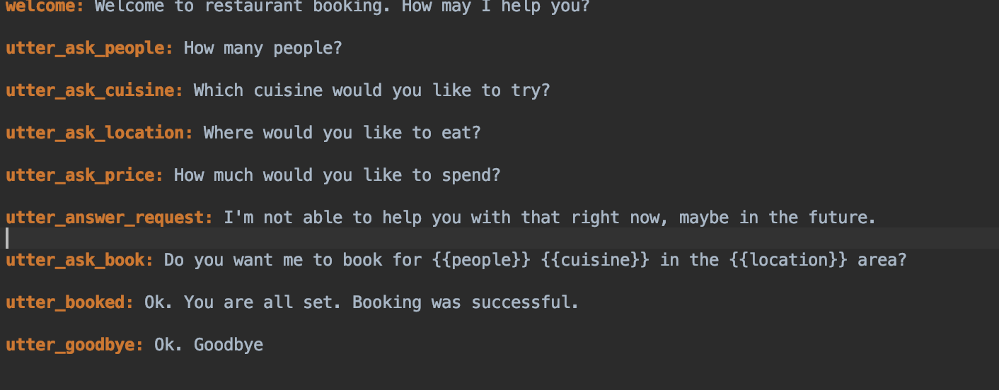 welcome: Welcome to restaurant booking. How may I help you?
utter_ask_people: How many people?
utter_ask_cuisine: Which cuisine would you like to try?
utter_ask_location: Where would you like to eat?
utter_ask_price: How much would you like to spend?
utter_answer_request: I'm not able to help you with that right now, maybe in the future.
utter_ask_book: Do you want me to book for {{people}} {{cuisine}} in the {{location}} area?
utter_booked: Ok. You are all set. Booking was successful.
utter_goodbye: Ok. Goodbye